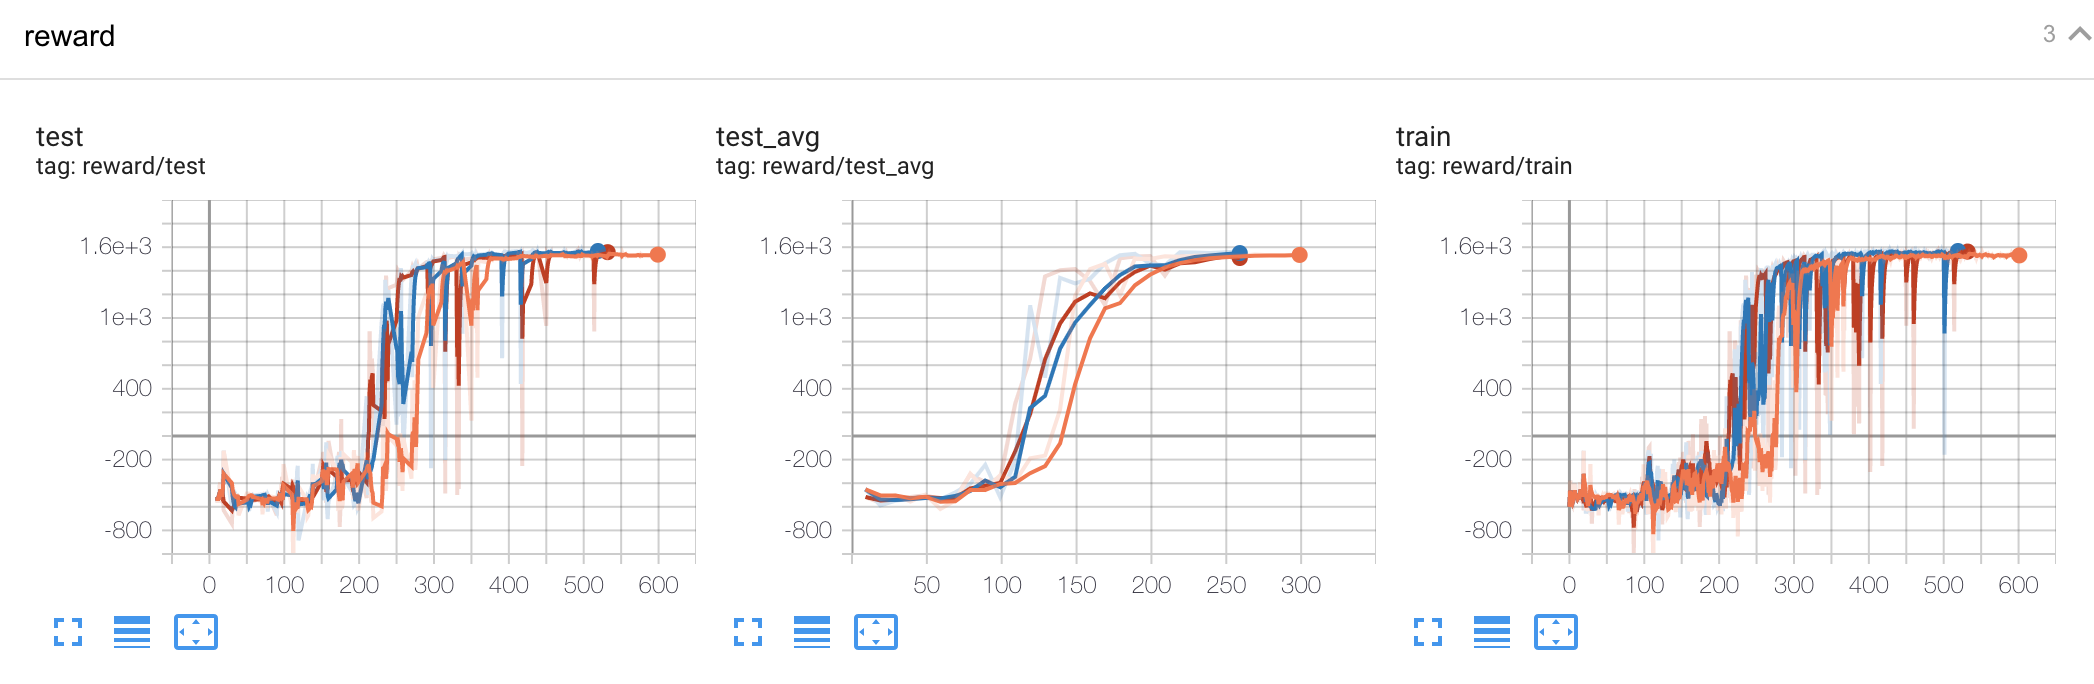 reward
3
test
tag: reward/test
1.6e+3
1e+3
400
-200
-800
0 100 200 300 400 500 600
test_avg
tag: reward/test_avg
1.6e+3
1e+3
400
-200
-800
50 100 150 200 250 300
train
tag: reward/train
1.6e+3
1e+3
400
-200
-800
0 100 200 300 400 500 600